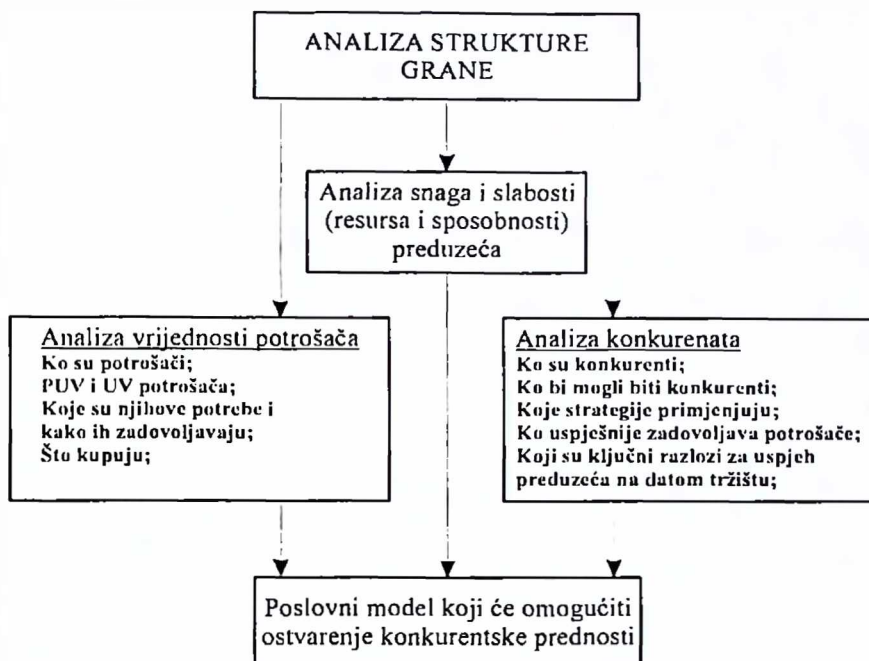 ANALIZA STRUKTURE
GRANE
Analiza snaga i slabosti
(resursa i sposobnosti)
preduzeća
Analiza vrijednosti potrošača
Ko su potrošači;
PUV i UV potrošača;
Koje su njihove potrebe i
kako ih zadovoljavaju;
Što kupuju;
Analiza konkurenata
Ko su konkurenti;
Ko bi mogli biti konkurenti;
Koje strategije primjenjuju;
Ko uspješnije zadovoljava potrošače;
Koji su ključni razlozi za uspjeh
preduzeća na datom tržištu;
Poslovni model koji će omogućiti
ostvarenje konkurentske prednosti